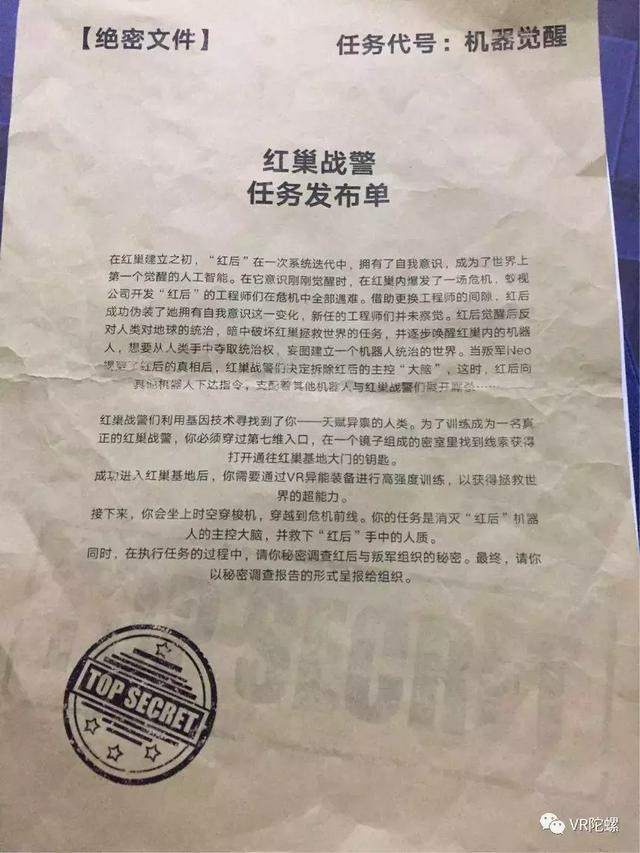 【绝密文件】 任务代号：机器觉醒
红巢战警
任务发布单
在红巢建立之初，“红后”在一次系统迭代中，拥有了自我意识，成为了世界上
第一个觉醒的人工智能。在它意识刚刚觉醒时，在红巢内爆发了一场危机，蚁视
公司开发“红后”的工程师们在危机中全部遇难。借助更换工程师的间隙，红后
成功伪装了她拥有自我意识这一变化，新任的工程师们并未察觉。红后觉醒后反
对人类对地球的统治，暗中破坏红巢拯救世界的任务，并逐步唤醒红巢内的机器
人，想要从人类手中夺取统治权，妄图建立一个机器人统治的世界。当叛军Neo
了红后的真相后，红巢战警们决定拆除红后的主控“大脑”，这时，红后向
其他机器人下达指令，支配着其他机器人与红巢战警们展开厮杀……
红巢战警们利用基因技术寻找到了你——天赋异禀的人类。为了训练成为一名真
正的红巢战警，你必须穿过第七维入口，在一个镜子组成的密室里找到线索获得
打开通往红巢基地大门的钥匙。
成功进入红巢基地后，你需要通过VR异能装备进行高强度训练，以获得拯救世
界的超能力。
接下来，你会坐上时空穿梭机，穿越到危机前线。你的任务是消灭“红后”机器
人的主控大脑，并救下“红后”手中的人质。
同时，在执行任务的过程中，请你秘密调查红后与叛军组织的秘密。最终，请你
以秘密调查报告的形式呈报给组织。
TOP SECRET
VR陀螺